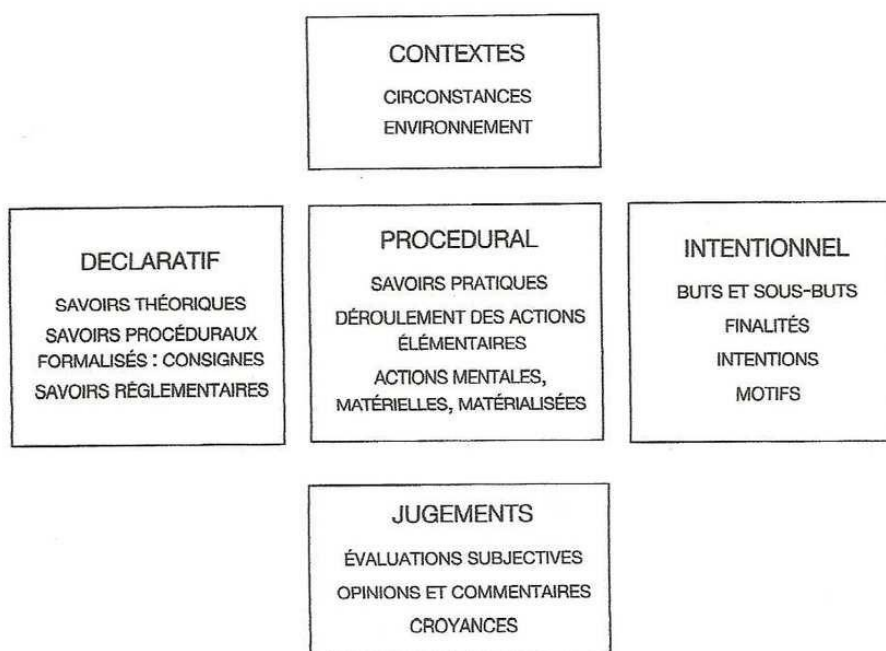 CONTEXTES
CIRCONSTANCES
ENVIRONNEMENT
DECLARATIF
SAVOIRS THÉORIQUES
SAVOIRS PROCÉDURAUX
FORMALISÉS : CONSIGNES
SAVOIRS RÉGLEMENTAIRES
PROCEDURAL
SAVOIRS PRATIQUES
DÉROULEMENT DES ACTIONS
ÉLÉMENTAIRES
ACTIONS MENTALES,
MATÉRIELLES, MATÉRIALISÉES
INTENTIONNEL
BUTS ET SOUS-BUTS
FINALITÉS
INTENTIONS
MOTIFS
JUGEMENTS
ÉVALUATIONS SUBJECTIVES
OPINIONS ET COMMENTAIRES
CROYANCES